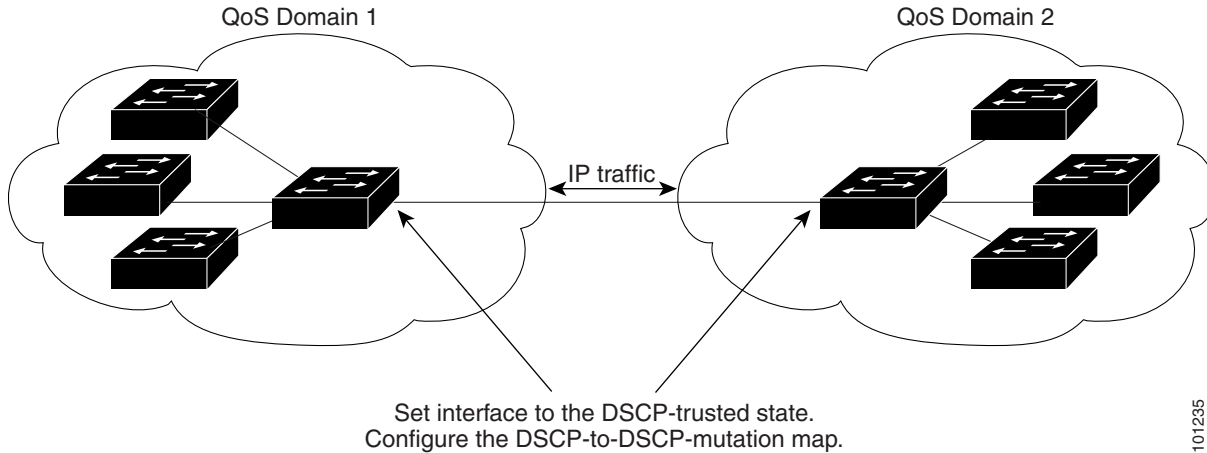 QoS Domain 1
QoS Domain 2
IP traffic
Set interface to the DSCP-trusted state.
Configure the DSCP-to-DSCP-mutation map.
101235